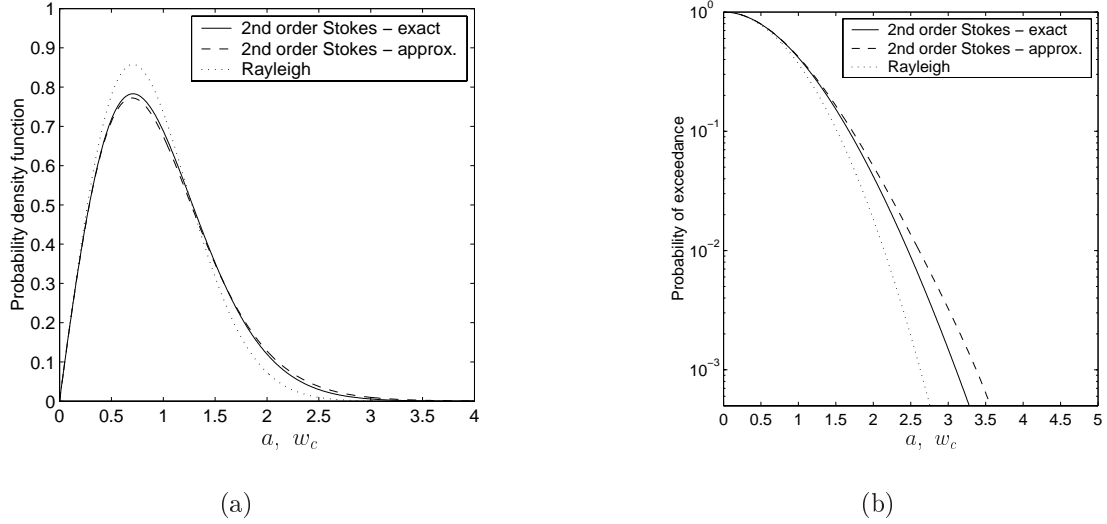 1
0.9
0.8
0.7
0.6
0.5
0.4
0.3
0.2
0.1
0
Probability density function
2nd order Stokes – exact
2nd order Stokes – approx.
Rayleigh
0 0.5 1 1.5 2 2.5 3 3.5 4
a, w_c
(a)
10^0
10^-1
10^-2
10^-3
Probability of exceedance
2nd order Stokes – exact
2nd order Stokes – approx.
Rayleigh
0 0.5 1 1.5 2 2.5 3 3.5 4 4.5 5
a, w_c
(b)